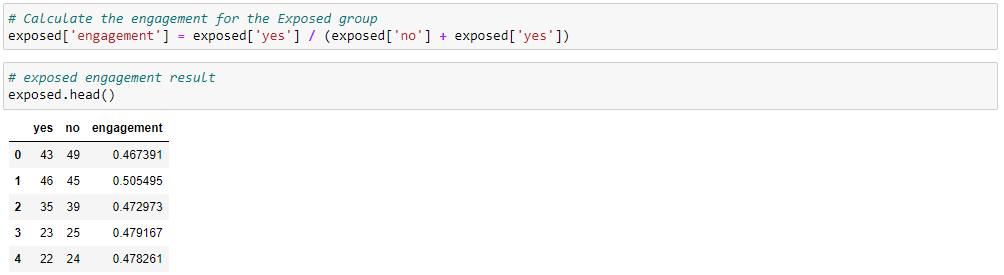 # Calculate the engagement for the Exposed group
exposed['engagement'] = exposed['yes'] / (exposed['no'] + exposed['yes'])
# exposed engagement result
exposed.head()
yes no engagement
0 43 49 0.467391
1 46 45 0.505495
2 35 39 0.472973
3 23 25 0.479167
4 22 24 0.478261